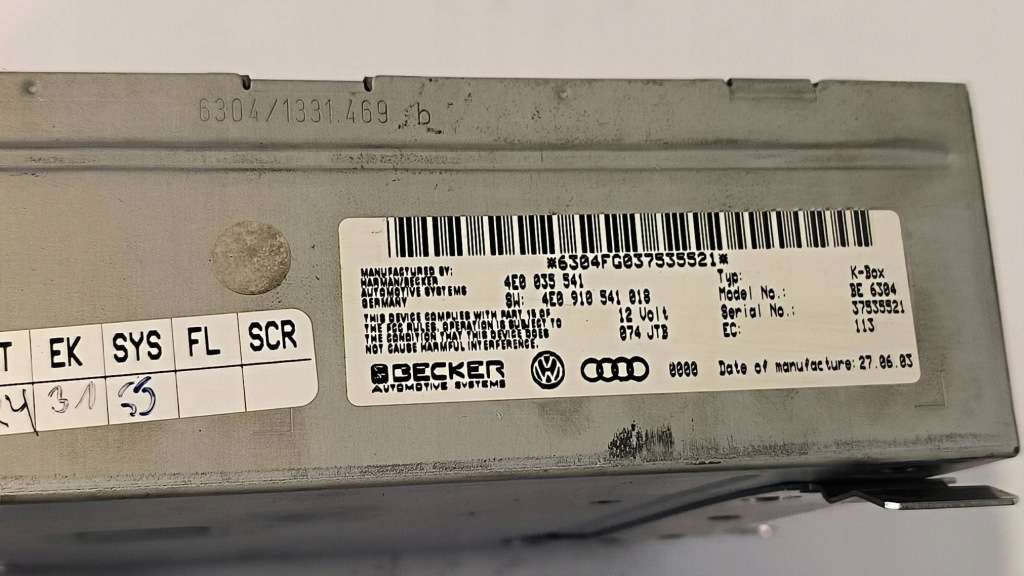 6304/1331.469 b
*6304FG037535521*
MANUFACTURED BY:
HARMAN/BECKER
AUTOMOTIVE SYSTEMS
GERMANY
4E0 035 541
SW: 4E0 910 541 018
THIS DEVICE COMPLIES WITH PART 15 OF
THE FCC RULES. OPERATION IS SUBJECT TO
THE CONDITION THAT THIS DEVICE DOES
NOT CAUSE HARMFUL INTERFERENCE.
12 Volt
074 JTB
Typ: K-Box
Model No.: BE 6304
Serial No.: 37535521
EC: 113
BECKER
AUTOMOTIVE SYSTEMS
0000
Date of manufacture: 27.06.03
T EK SYS FL SCR
31